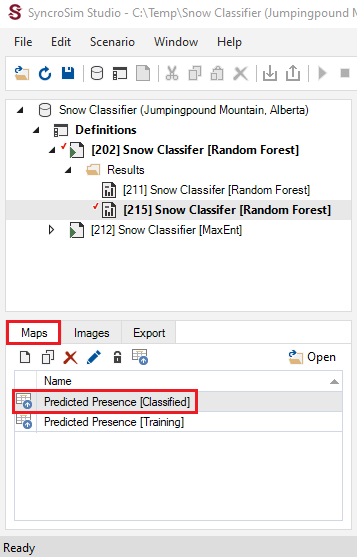 SyncroSim Studio - C:\Temp\Snow Classifier (Jumpingpound M
File Edit Scenario Window Help
Snow Classifier (Jumpingpound Mountain, Alberta)
Definitions
[202] Snow Classifer [Random Forest]
Results
[211] Snow Classifer [Random Forest]
[215] Snow Classifer [Random Forest]
[212] Snow Classifier [MaxEnt]
Maps Images Export
Open
Name
Predicted Presence [Classified]
Predicted Presence [Training]
Ready